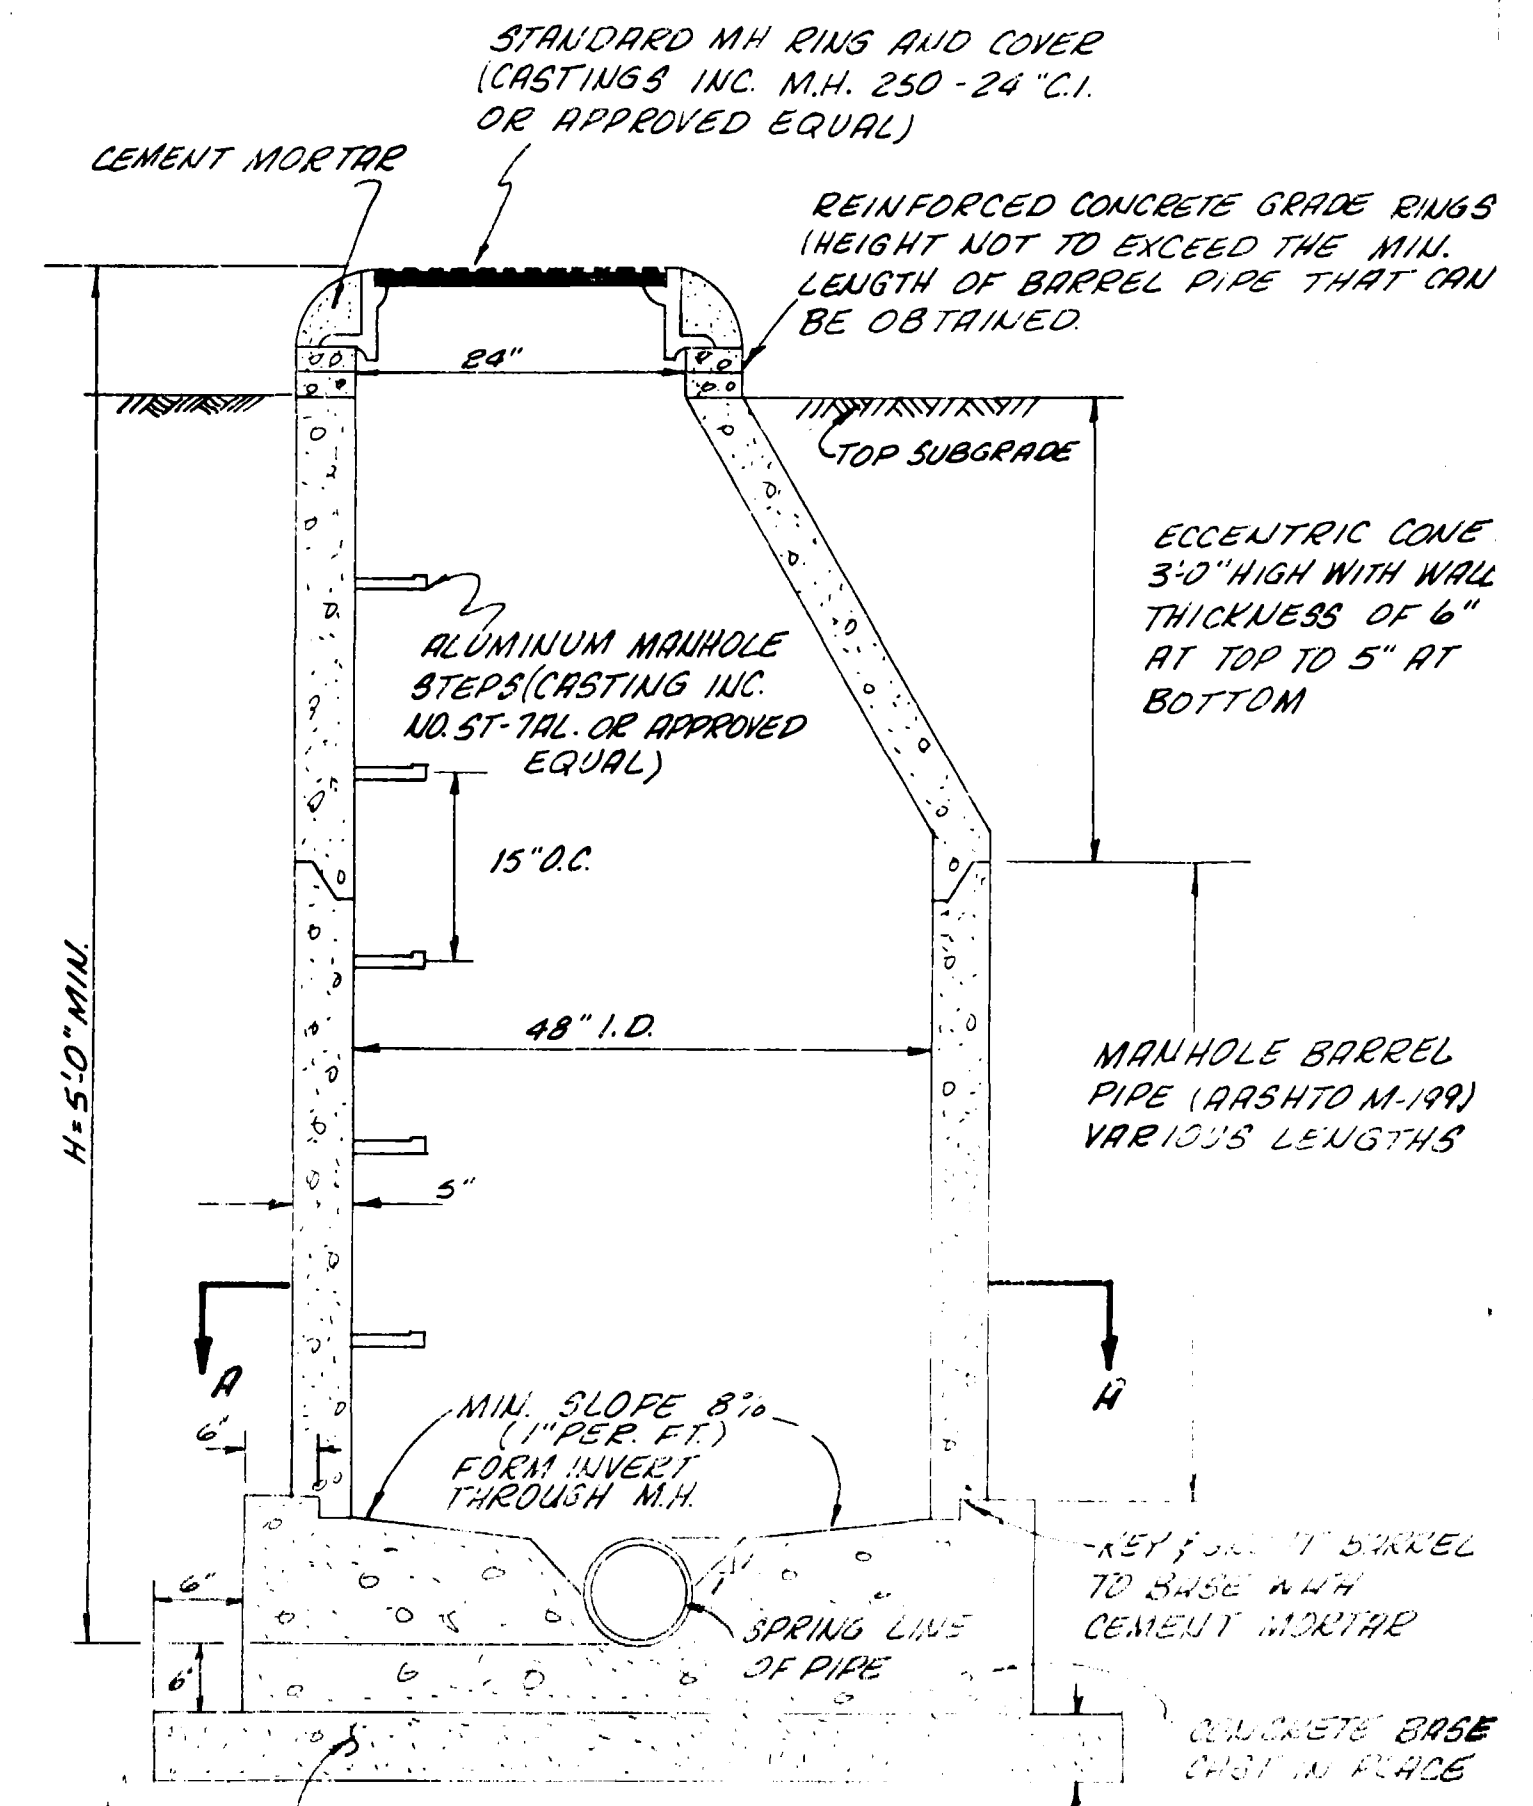 STANDARD MH RING AND COVER
(CASTINGS INC. M.H. 250-24"C.I.
OR APPROVED EQUAL)
CEMENT MORTAR
REINFORCED CONCRETE GRADE RINGS
(HEIGHT NOT TO EXCEED THE MIN.
LENGTH OF BARREL PIPE THAT CAN
BE OBTAINED.
24"
TOP SUBGRADE
ECCENTRIC CONE
3'-0" HIGH WITH WALL
THICKNESS OF 6"
AT TOP TO 5" AT
BOTTOM
ALUMINUM MANHOLE
STEPS (CASTING INC.
NO. ST-7AL. OR APPROVED
EQUAL)
15" O.C.
H=5'-0" MIN.
48" I.D.
MANHOLE BARREL
PIPE (AASHTO M-199)
VARIOUS LENGTHS
5"
A
A
6"
MIN. SLOPE 8%
(1" PER. FT.)
FORM INVERT
THROUGH M.H.
KEY BARREL
TO BASE WITH
CEMENT MORTAR
6"
SPRING LINE
OF PIPE
6"
CONCRETE BASE
CAST IN PLACE